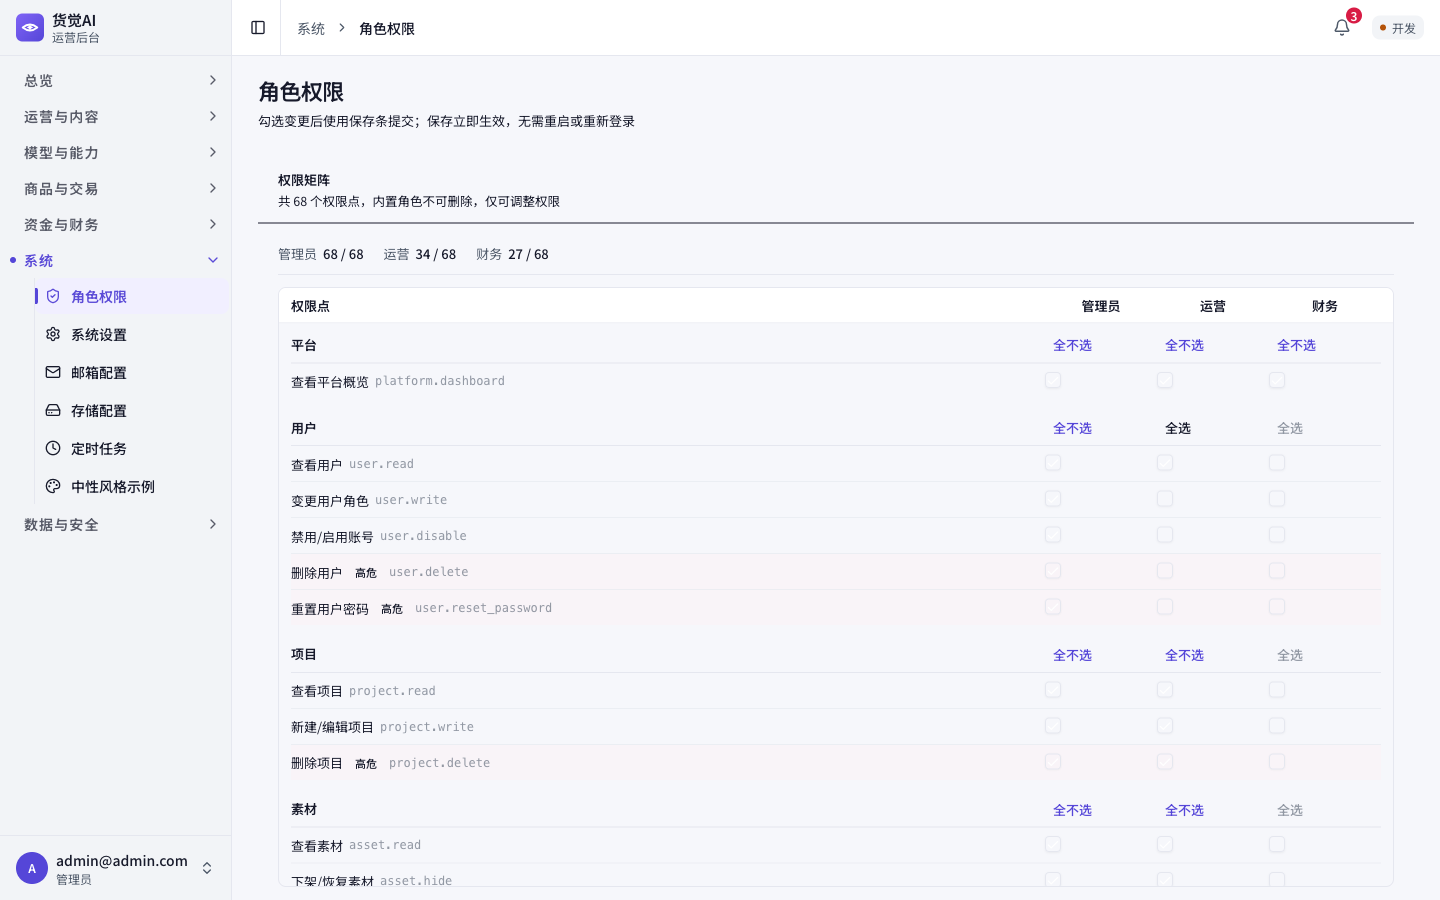 货觉AI
运营后台
系统 角色权限
3
开发
总览
运营与内容
模型与能力
商品与交易
资金与财务
系统
角色权限
系统设置
邮箱配置
存储配置
定时任务
中性风格示例
数据与安全
A
admin@admin.com
管理员
角色权限
勾选变更后使用保存条提交；保存立即生效，无需重启或重新登录
权限矩阵
共 68 个权限点，内置角色不可删除，仅可调整权限
管理员 68 / 68 运营 34 / 68 财务 27 / 68
权限点 管理员 运营 财务
平台 全不选 全不选 全不选
查看平台概览 platform.dashboard
用户 全不选 全选 全选
查看用户 user.read
变更用户角色 user.write
禁用/启用账号 user.disable
删除用户 高危 user.delete
重置用户密码 高危 user.reset_password
项目 全不选 全不选 全选
查看项目 project.read
新建/编辑项目 project.write
删除项目 高危 project.delete
素材 全不选 全不选 全选
查看素材 asset.read
下架/恢复素材 asset.hide